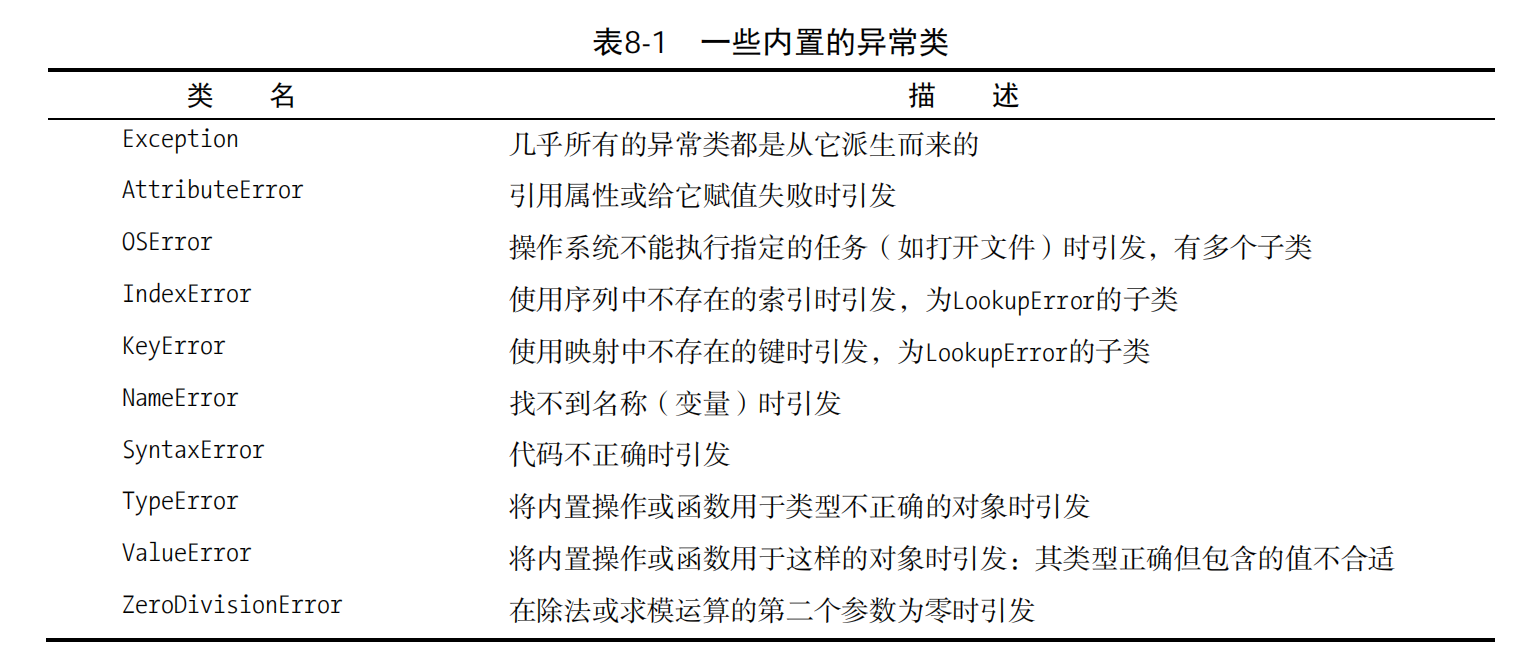 表8-1 一些内置的异常类
类 名 描 述
Exception 几乎所有的异常类都是从它派生而来的
AttributeError 引用属性或给它赋值失败时引发
OSError 操作系统不能执行指定的任务（如打开文件）时引发，有多个子类
IndexError 使用序列中不存在的索引时引发，为LookupError的子类
KeyError 使用映射中不存在的键时引发，为LookupError的子类
NameError 找不到名称（变量）时引发
SyntaxError 代码不正确时引发
TypeError 将内置操作或函数用于类型不正确的对象时引发
ValueError 将内置操作或函数用于这样的对象时引发：其类型正确但包含的值不合适
ZeroDivisionError 在除法或求模运算的第二个参数为零时引发